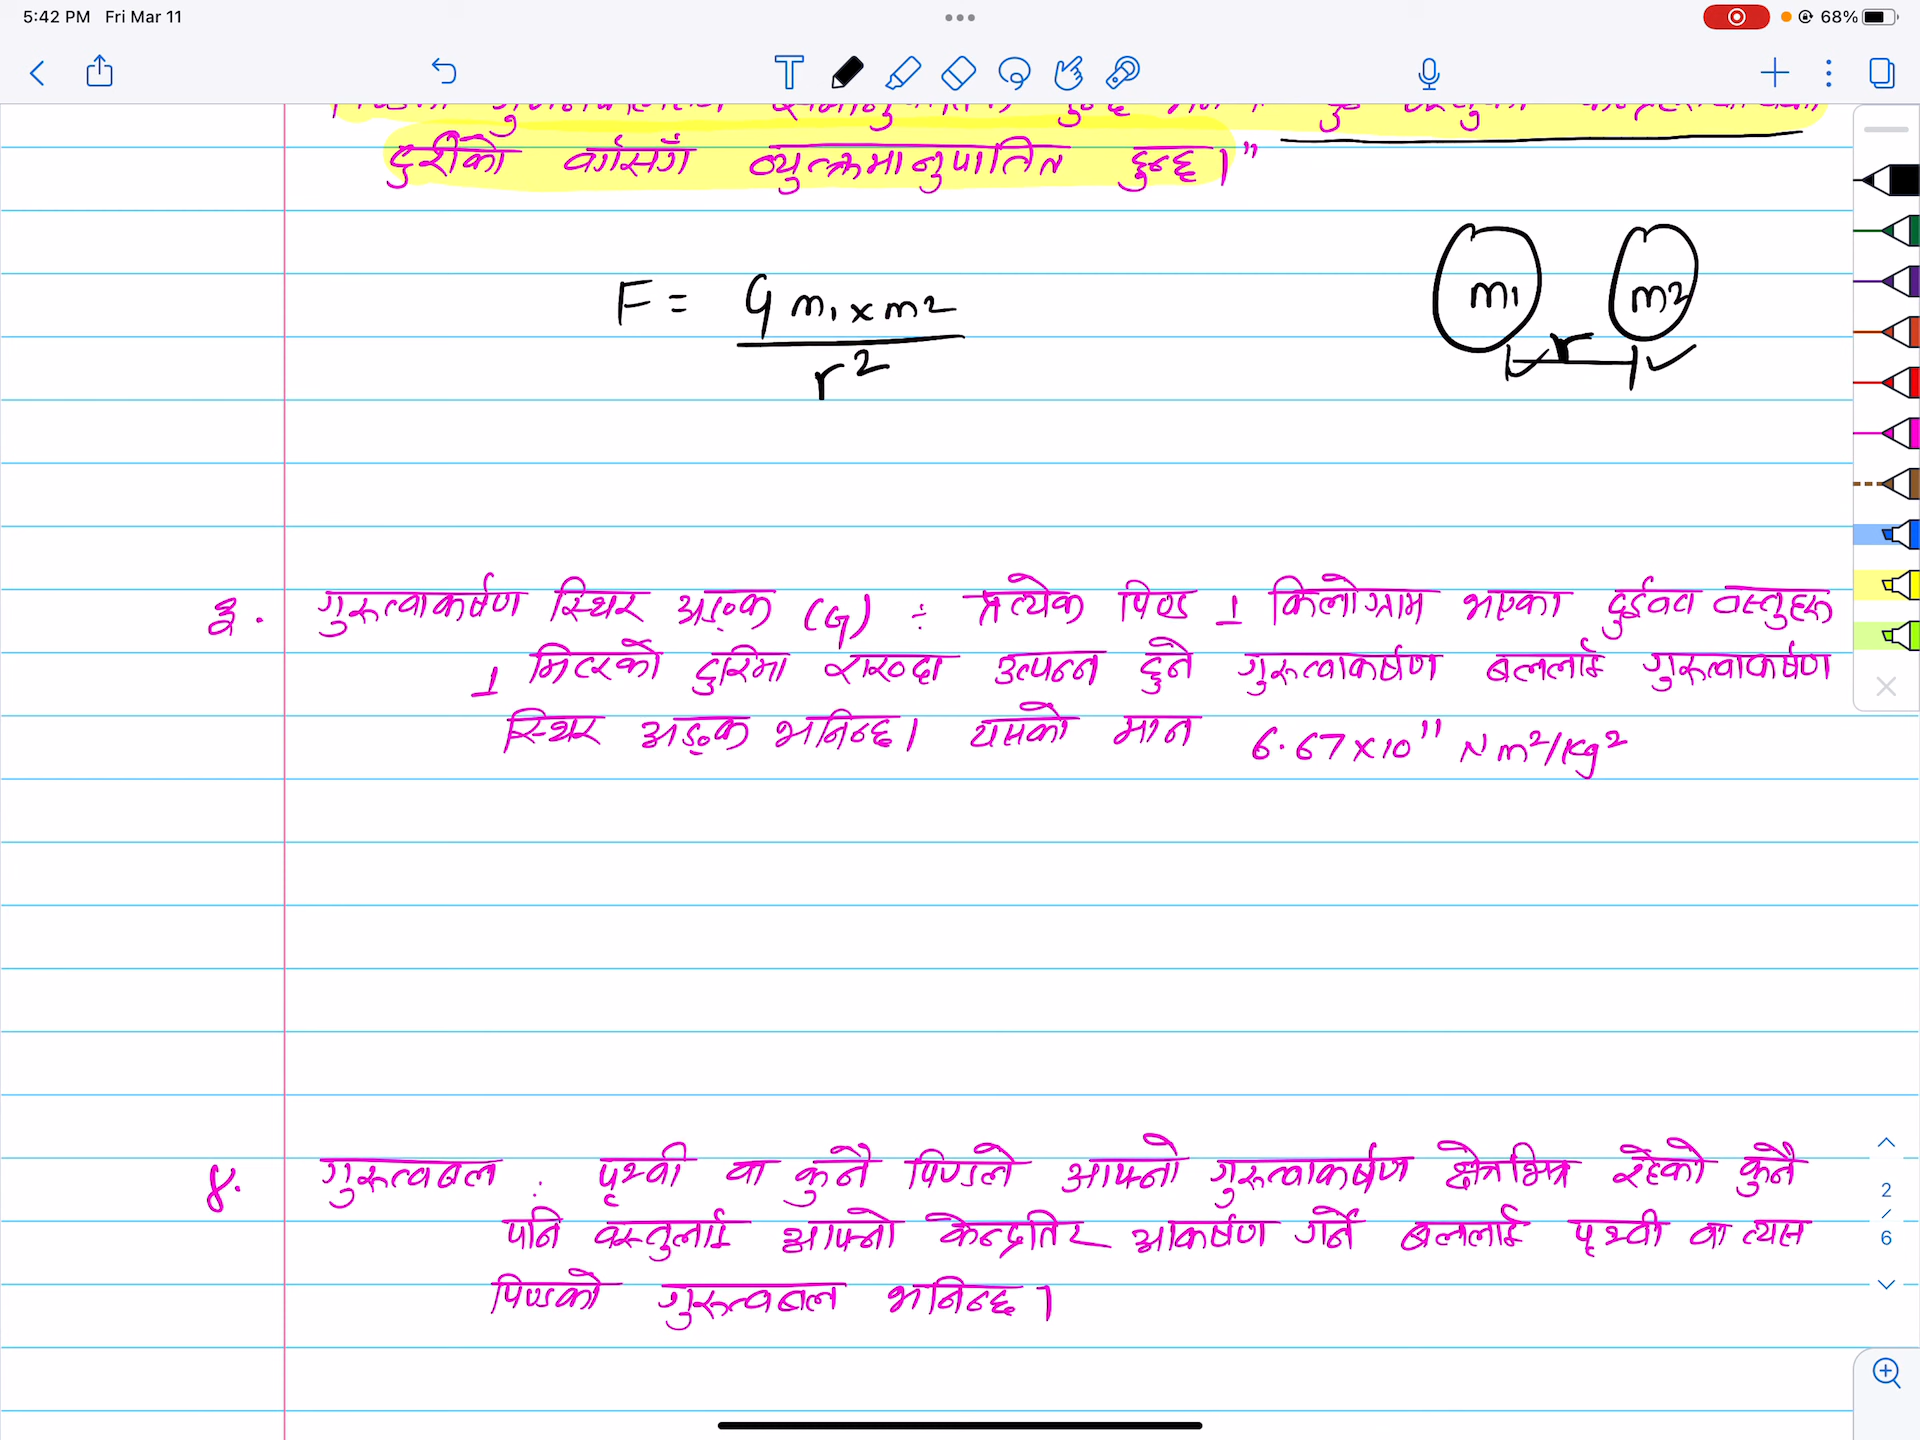 5:42 PM Fri Mar 11
68%
दुरीको वर्गसँग व्युत्क्रमानुपातित हुन्छ।"
F = G m1 x m2
r2
m1
m2
r
३. गुरुत्वाकर्षण स्थिर अङ्क (G) : प्रत्येक पिण्ड 1 किलोग्राम भएका दुईवटा वस्तुहरू
1 मिटरको दुरिमा राख्दा उत्पन्न हुने गुरुत्वाकर्षण बललाई गुरुत्वाकर्षण
स्थिर अङ्क भनिन्छ। यसको मान 6.67x10 11 Nm2/kg2
४. गुरुत्वबल : पृथ्वी वा कुनै पिण्डले आफ्नो गुरुत्वाकर्षण क्षेत्रभित्र रहेको कुनै
पनि वस्तुलाई आफ्नो केन्द्रतिर आकर्षण गर्ने बललाई पृथ्वी वा त्यस
पिण्डको गुरुत्वबल भनिन्छ।
2
/
6